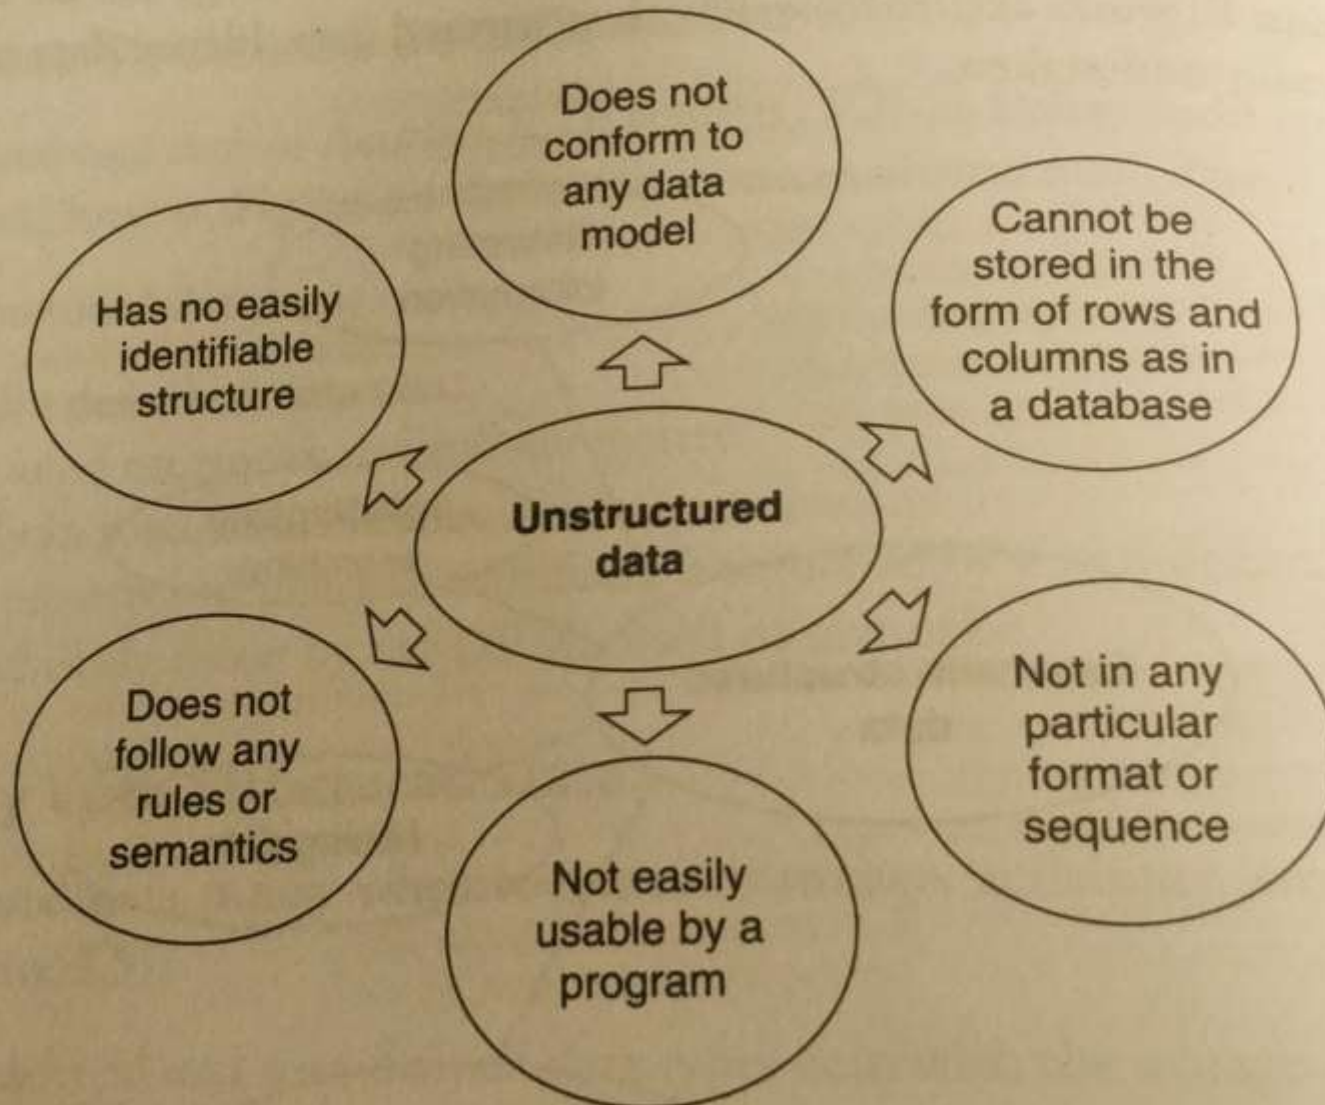 Does not
conform to
any data
model
Cannot be
stored in the
form of rows and
columns as in
a database
Has no easily
identifiable
structure
Unstructured
data
Does not
follow any
rules or
semantics
Not in any
particular
format or
sequence
Not easily
usable by a
program